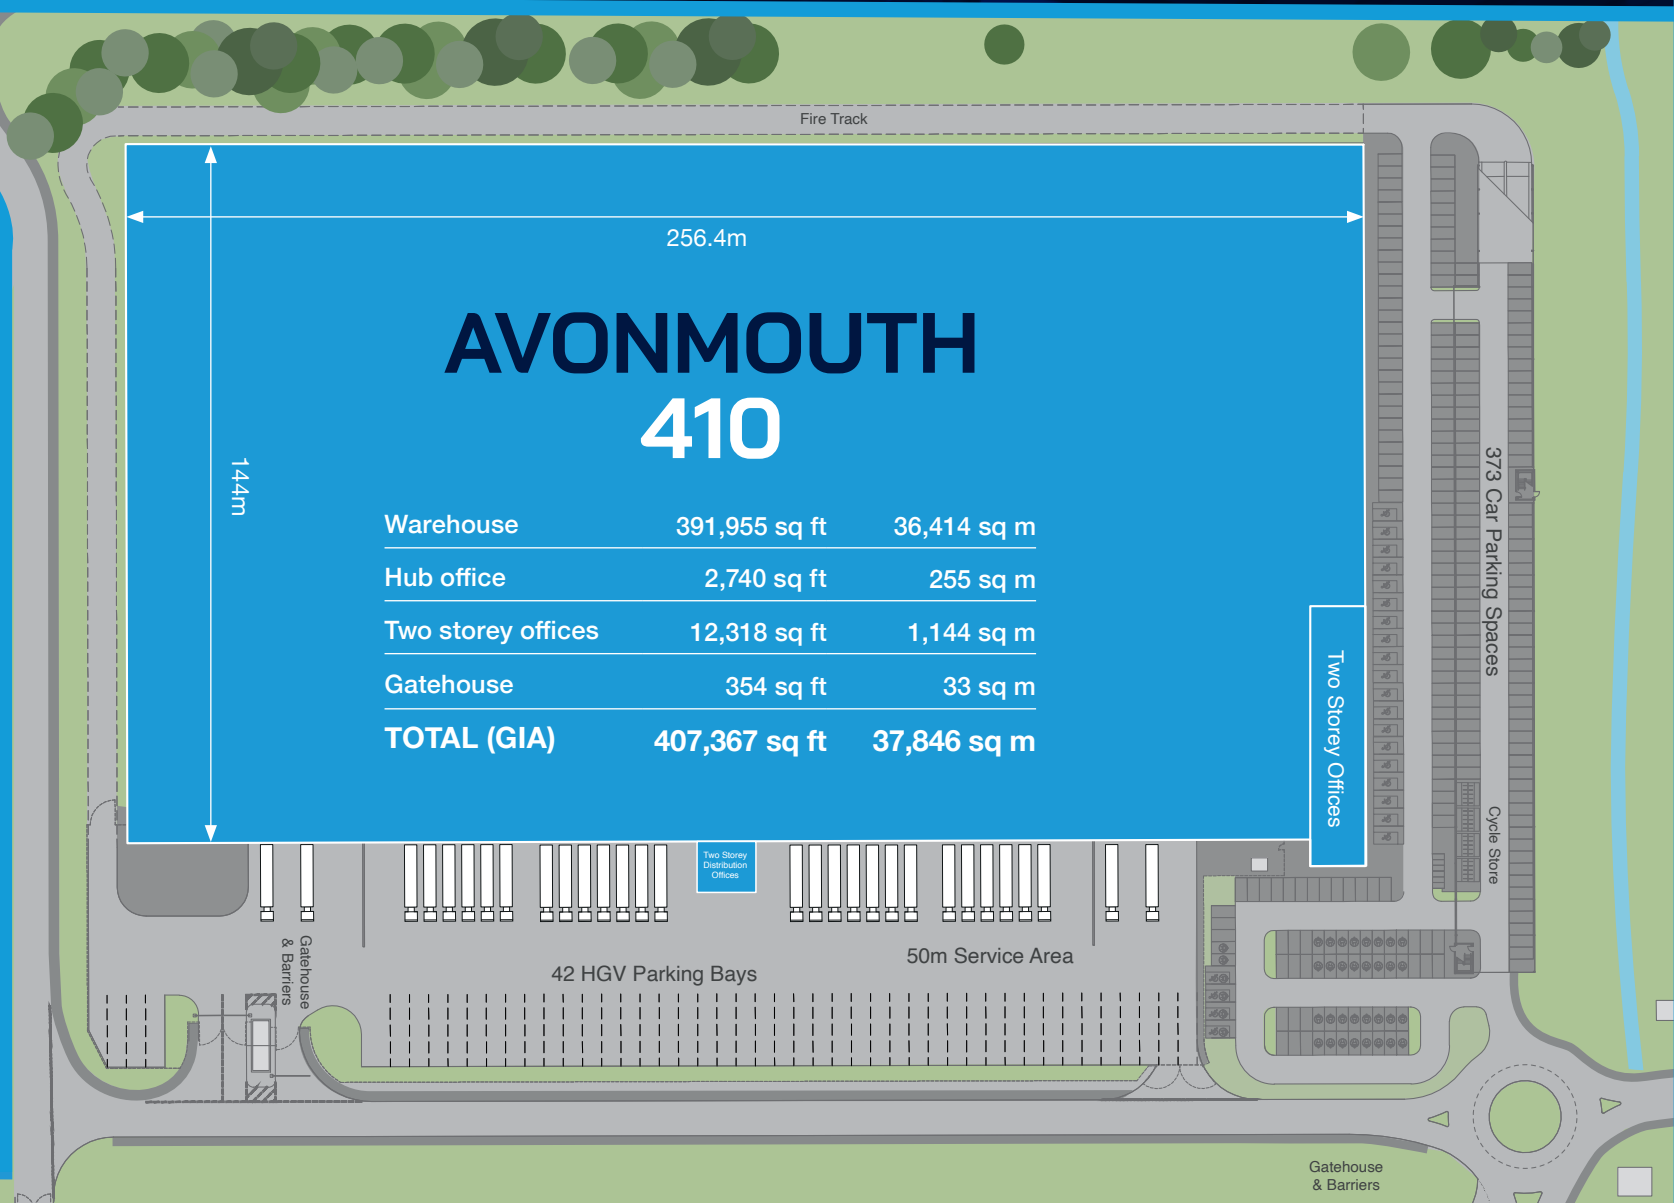 Fire Track
256.4m
AVONMOUTH
410
144m
Warehouse 391,955 sq ft 36,414 sq m
Hub office 2,740 sq ft 255 sq m
Two storey offices 12,318 sq ft 1,144 sq m
Gatehouse 354 sq ft 33 sq m
TOTAL (GIA) 407,367 sq ft 37,846 sq m
373 Car Parking Spaces
Two Storey Offices
Cycle Store
Two Storey
Distribution
Offices
Gatehouse
& Barriers
42 HGV Parking Bays
50m Service Area
Gatehouse
& Barriers